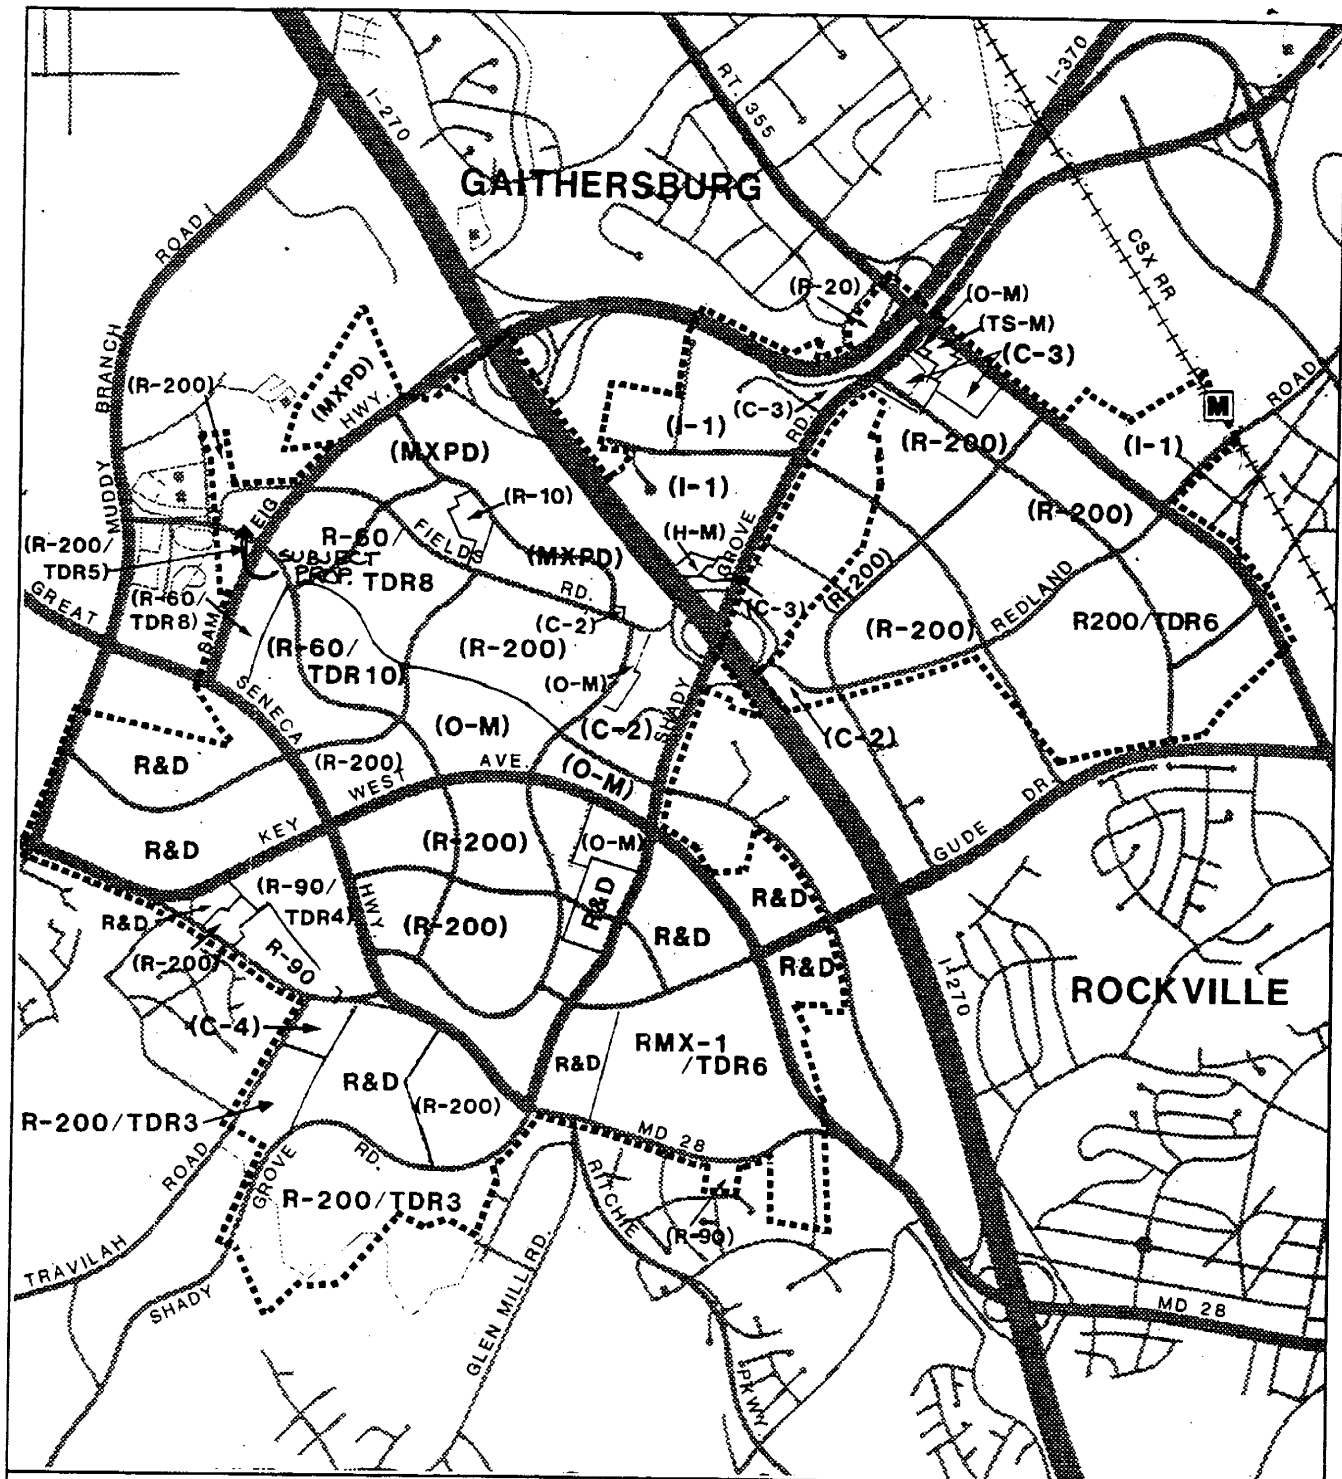 I-270
RT. 355
I-370
GAITHERSBURG
ROAD
CSX RR
(R-20)
(O-M)
(TS-M)
(C-3)
BRANCH
(R-200)
(MXPD)
HWY.
(C-3)
RD.
(I-1)
M
ROAD
(MXPD)
(R-200)
(I-1)
MUDDY
(R-10)
(I-1)
(R-200)
EIG
R-60/
TDR8
FIELDS
RD.
SUBJECT
PROP.
(H-M)
GROVE
(MXPD)
(R-200/
TDR5)
(R-200)
GREAT
(R-60/
TDR8)
(C-2)
(C-3)
REDLAND
R200/TDR6
SAM
(R-60/
TDR10)
(R-200)
(R-200)
SENECA
(O-M)
SHADY
(O-M)
(C-2)
(C-2)
R&D
(R-200)
WEST
AVE.
(O-M)
DR.
R&D
KEY
(R-200)
(O-M)
GUDE
(R-90/
TDR4)
HWY.
R&D
R&D
R&D
R-90
(R-200)
R&D
(R-200)
R&D
I-270
ROCKVILLE
(C-4)
RMX-1
/TDR6
R&D
R&D
(R-200)
R-200/TDR3
MD 28
ROAD
GROVE
RD.
RITCHIE
R-200/TDR3
(R-90)
TRAVILAH
SHADY
GLEN MILL RD.
MD 28
PKWY.